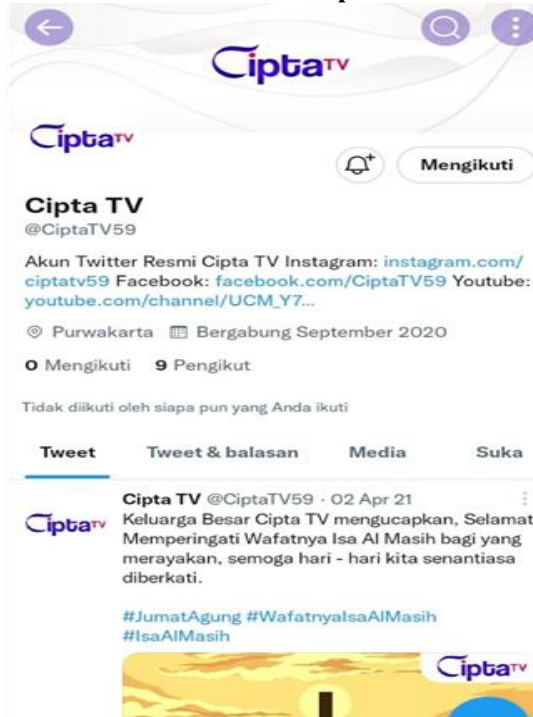 Cipta TV
Cipta TV
Mengikuti
Cipta TV
@CiptaTV59
Akun Twitter Resmi Cipta TV Instagram: instagram.com/
ciptatv59 Facebook: facebook.com/CiptaTV59 Youtube:
youtube.com/channel/UCM_Y7...
Purwakarta Bergabung September 2020
0 Mengikuti 9 Pengikut
Tidak diikuti oleh siapa pun yang Anda ikuti
Tweet Tweet & balasan Media Suka
Cipta TV @CiptaTV59 · 02 Apr 21
Cipta TV
Keluarga Besar Cipta TV mengucapkan, Selamat
Memperingati Wafatnya Isa Al Masih bagi yang
merayakan, semoga hari - hari kita senantiasa
diberkati.
#JumatAgung #WafatnyaIsaAlMasih
#IsaAlMasih
Cipta TV